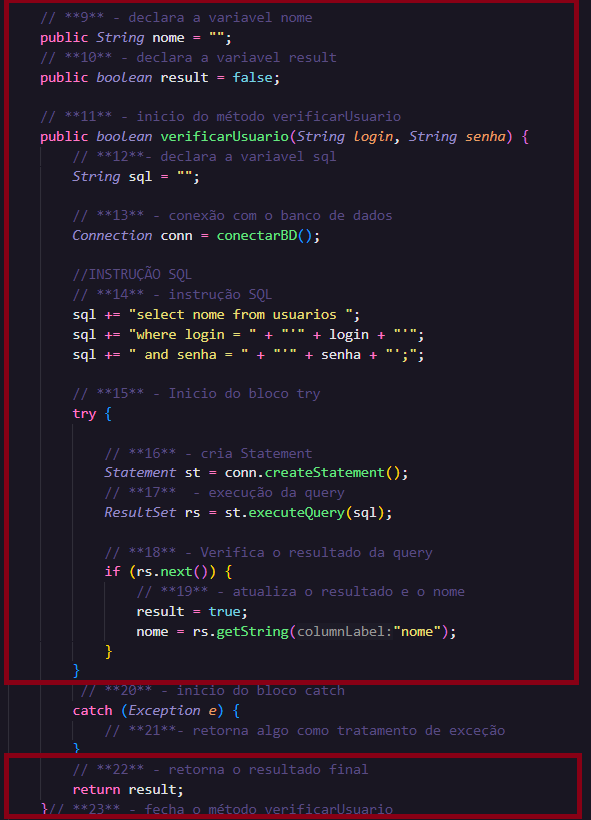 // **9** - declara a variavel nome
public String nome = "";
// **10** - declara a variavel result
public boolean result = false;
// **11** - inicio do método verificarUsuario
public boolean verificarUsuario(String login, String senha) {
// **12**- declara a variavel sql
String sql = "";
// **13** - conexão com o banco de dados
Connection conn = conectarBD();
//INSTRUÇÃO SQL
// **14** - instrução SQL
sql += "select nome from usuarios ";
sql += "where login = " + "'" + login + "'";
sql += " and senha = " + "'" + senha + "';";
// **15** - Inicio do bloco try
try {
// **16** - cria Statement
Statement st = conn.createStatement();
// **17**  - execução da query
ResultSet rs = st.executeQuery(sql);
// **18** - Verifica o resultado da query
if (rs.next()) {
// **19** - atualiza o resultado e o nome
result = true;
nome = rs.getString(columnLabel:"nome");
}
}
// **20** - inicio do bloco catch
catch (Exception e) {
// **21**- retorna algo como tratamento de exceção
}
// **22** - retorna o resultado final
return result;
}// **23** - fecha o método verificarUsuario